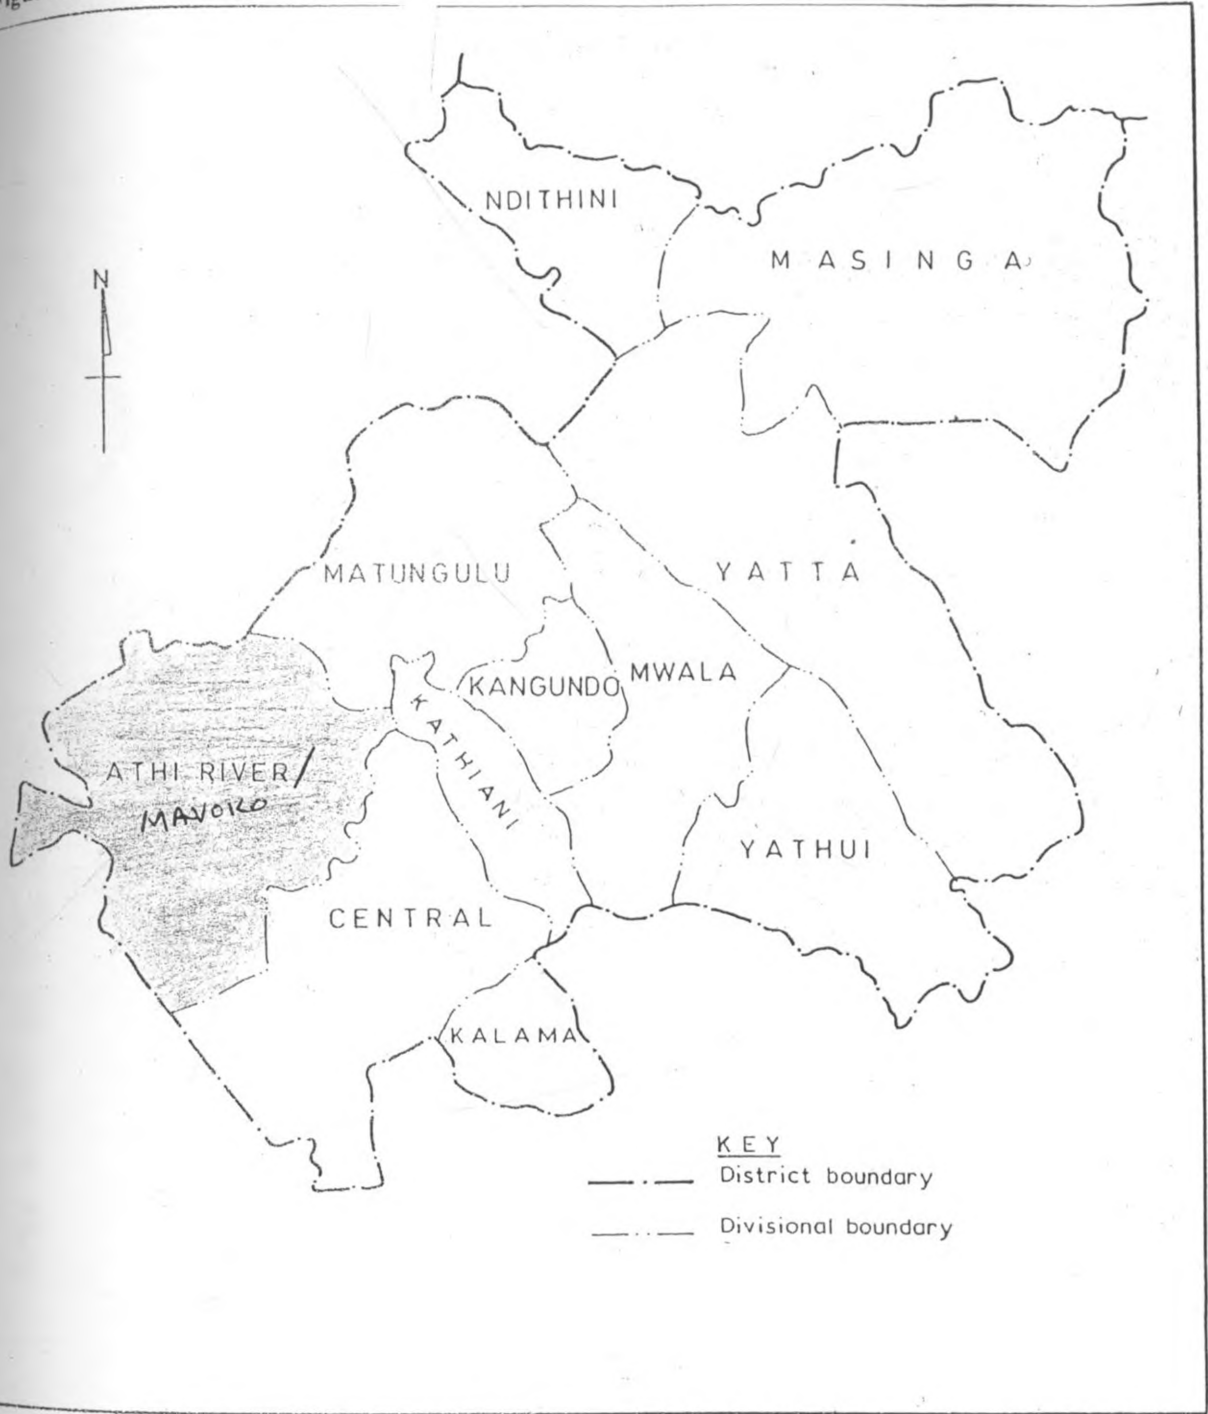 NDITHINI
MASINGA
N
MATUNGULU
YATTA
KANGUNDO
MWALA
KATHIANI
ATHI RIVER/
MAVOKO
YATHUI
CENTRAL
KALAMA
KEY
District boundary
Divisional boundary